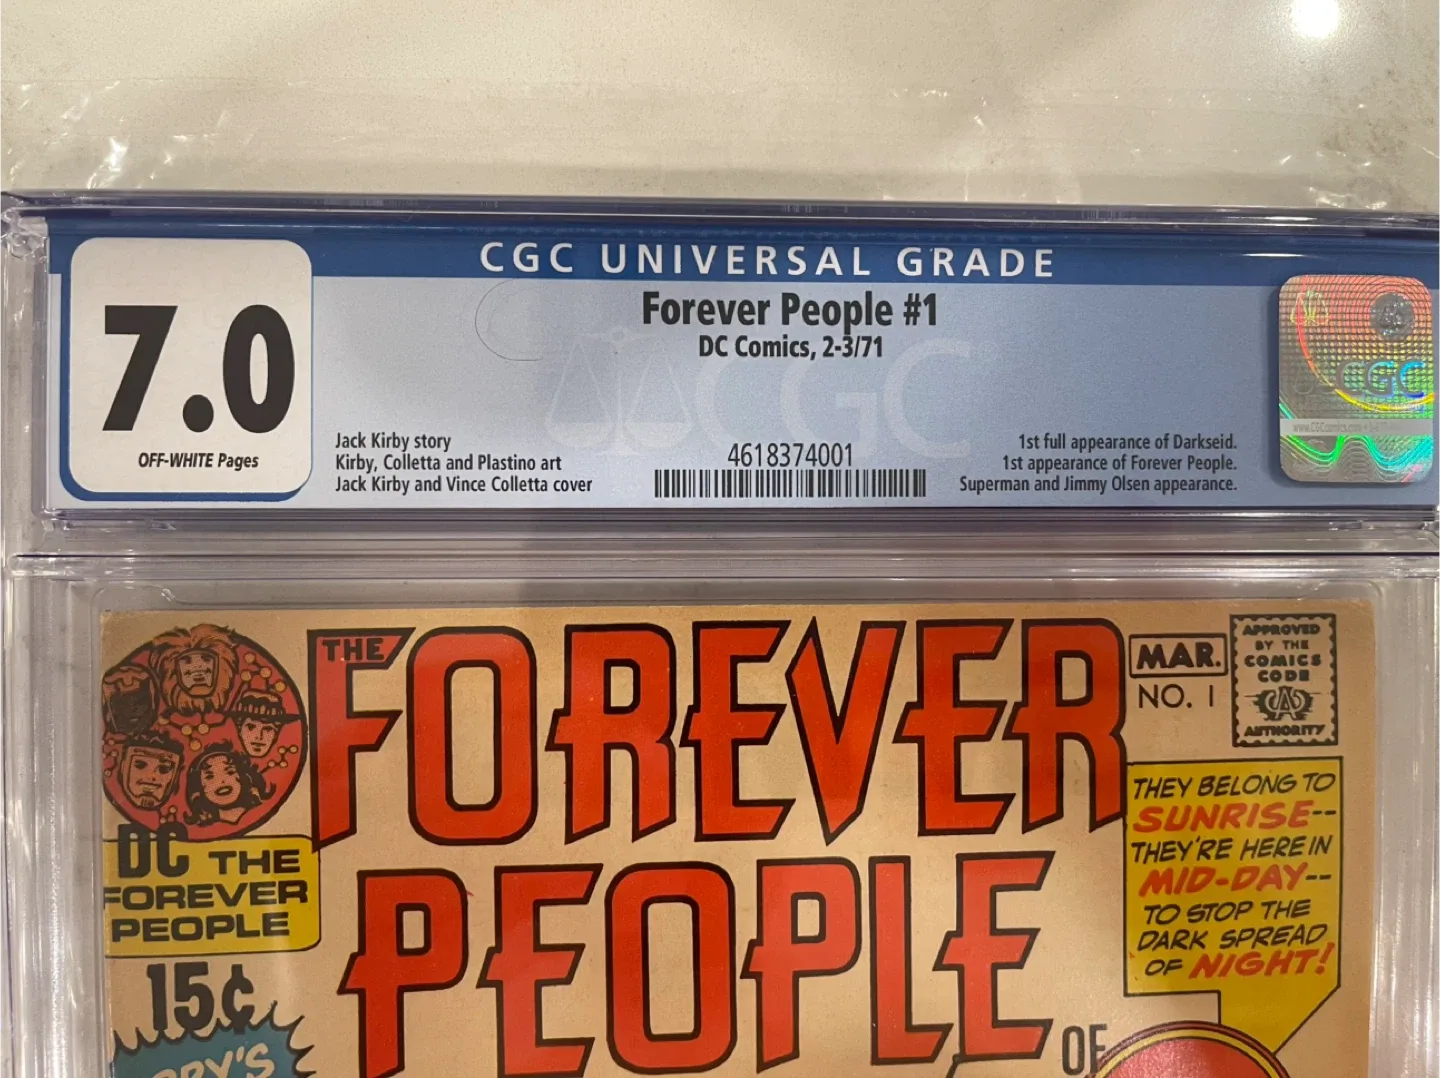 CGC UNIVERSAL GRADE
7.0
OFF-WHITE Pages
Forever People #1
DC Comics, 2-3/71
Jack Kirby story
Kirby, Colletta and Plastino art
Jack Kirby and Vince Colletta cover
4618374001
1st full appearance of Darkseid.
1st appearance of Forever People.
Superman and Jimmy Olsen appearance.
CGC
CGC
THE
FOREVER
PEOPLE
OF
MAR.
NO. 1
APPROVED
BY THE
COMICS
CODE
AUTHORITY
THEY BELONG TO
SUNRISE--
THEY'RE HERE IN
MID-DAY--
TO STOP THE
DARK SPREAD
OF NIGHT!
DC THE
FOREVER
PEOPLE
15¢